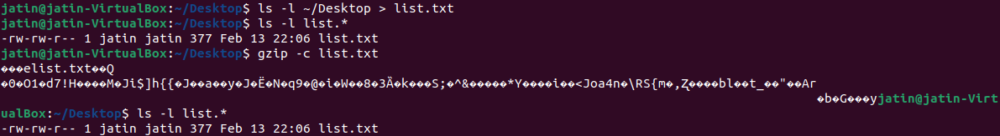 jatin@jatin-VirtualBox:~/Desktop$ ls -l ~/Desktop > list.txt
jatin@jatin-VirtualBox:~/Desktop$ ls -l list.*
-rw-rw-r-- 1 jatin jatin 377 Feb 13 22:06 list.txt
jatin@jatin-VirtualBox:~/Desktop$ gzip -c list.txt
���elist.txt��Q
�0�O1�d7!H����M�Ji$]h{{�J��a��y�J�Ë�N�q9�@�i�W��8�3Ȁ�k���S;�^&�����*Y����i��<Joa4n�\RS{m�,Ⱬ����bl��t_��"��Ar
�b�G���yjatin@jatin-Virt
ualBox:~/Desktop$ ls -l list.*
-rw-rw-r-- 1 jatin jatin 377 Feb 13 22:06 list.txt